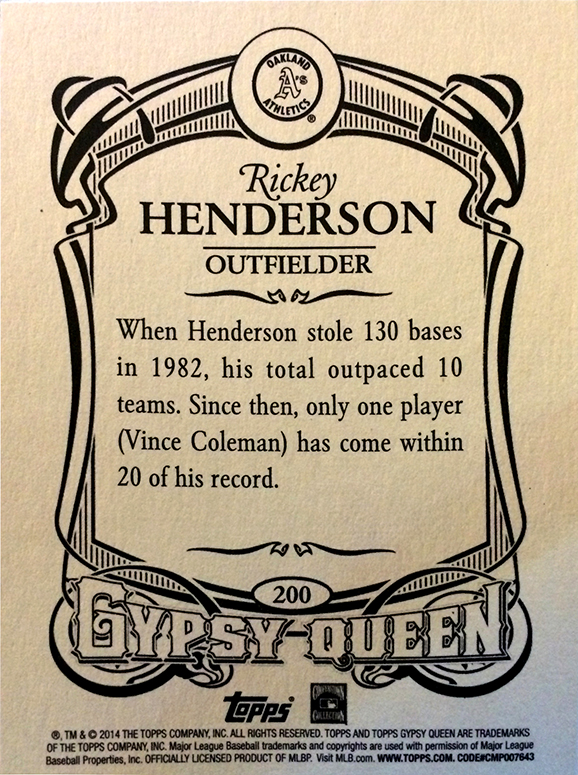 OAKLAND
A's
ATHLETICS
®
Rickey
HENDERSON
OUTFIELDER
When Henderson stole 130 bases
in 1982, his total outpaced 10
teams. Since then, only one player
(Vince Coleman) has come within
20 of his record.
200
GYPSY QUEEN
Topps
COOPERSTOWN
COLLECTION
®, TM & © 2014 THE TOPPS COMPANY, INC. ALL RIGHTS RESERVED. TOPPS AND TOPPS GYPSY QUEEN ARE TRADEMARKS
OF THE TOPPS COMPANY, INC. Major League Baseball trademarks and copyrights are used with permission of Major League
Baseball Properties, Inc. OFFICIALLY LICENSED PRODUCT OF MLBP. Visit MLB.com. WWW.TOPPS.COM. CODE#CMP007643